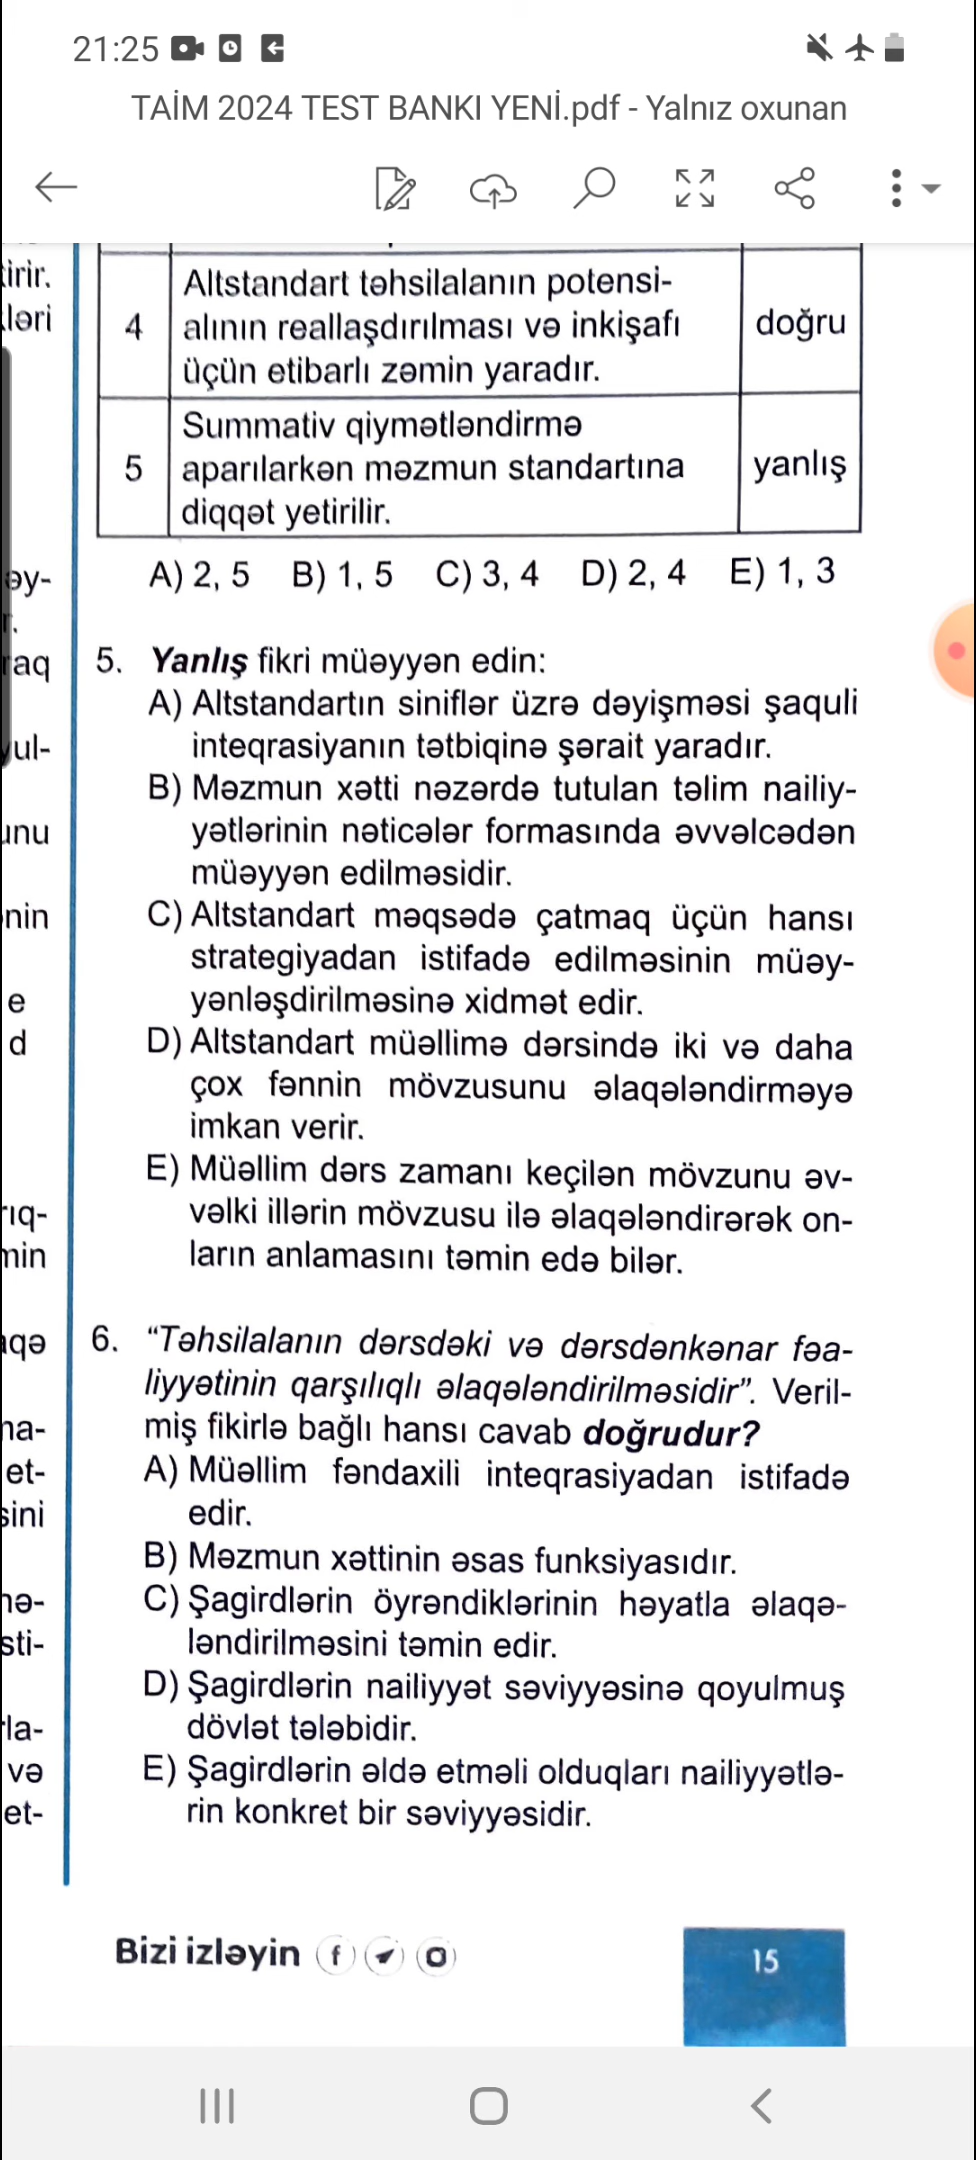 21:25
TAİM 2024 TEST BANKI YENİ.pdf - Yalnız oxunan
4 Altstandart təhsilalanın potensi-
alının reallaşdırılması və inkişafı
üçün etibarlı zəmin yaradır. doğru
5 Summativ qiymətləndirmə
aparılarkən məzmun standartına
diqqət yetirilir. yanlış
A) 2, 5 B) 1, 5 C) 3, 4 D) 2, 4 E) 1, 3
5. Yanlış fikri müəyyən edin:
A) Altstandartın siniflər üzrə dəyişməsi şaquli
inteqrasiyanın tətbiqinə şərait yaradır.
B) Məzmun xətti nəzərdə tutulan təlim nailiy-
yətlərinin nəticələr formasında əvvəlcədən
müəyyən edilməsidir.
C) Altstandart məqsədə çatmaq üçün hansı
strategiyadan istifadə edilməsinin müəy-
yənləşdirilməsinə xidmət edir.
D) Altstandart müəllimə dərsində iki və daha
çox fənnin mövzusunu əlaqələndirməyə
imkan verir.
E) Müəllim dərs zamanı keçilən mövzunu əv-
vəlki illərin mövzusu ilə əlaqələndirərək on-
ların anlamasını təmin edə bilər.
6. “Təhsilalanın dərsdəki və dərsdənkənar fəa-
liyyətinin qarşılıqlı əlaqələndirilməsidir”. Veril-
miş fikirlə bağlı hansı cavab doğrudur?
A) Müəllim fəndaxili inteqrasiyadan istifadə
edir.
B) Məzmun xəttinin əsas funksiyasıdır.
C) Şagirdlərin öyrəndiklərinin həyatla əlaqə-
ləndirilməsini təmin edir.
D) Şagirdlərin nailiyyət səviyyəsinə qoyulmuş
dövlət tələbidir.
E) Şagirdlərin əldə etməli olduqları nailiyyətlə-
rin konkret bir səviyyəsidir.
Bizi izləyin
15